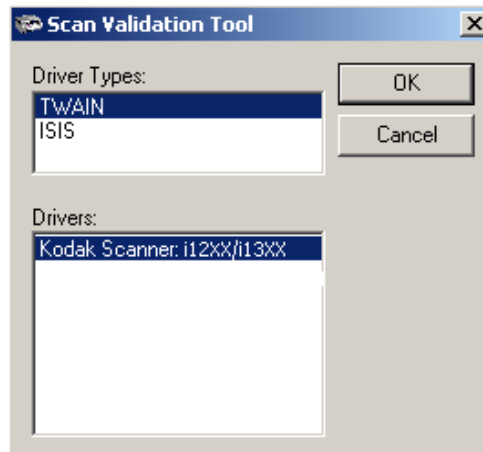 Scan Validation Tool
Driver Types:
TWAIN
ISIS
OK
Cancel
Drivers:
Kodak Scanner: i12XX/i13XX